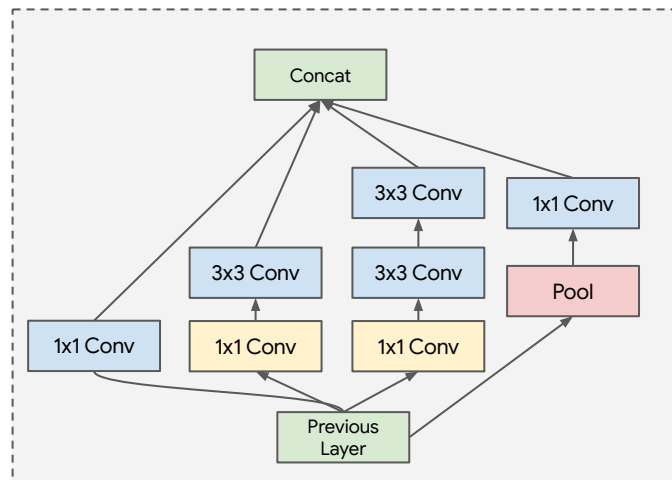 Concat
3x3 Conv
1x1 Conv
3x3 Conv
3x3 Conv
Pool
1x1 Conv
1x1 Conv
1x1 Conv
Previous
Layer